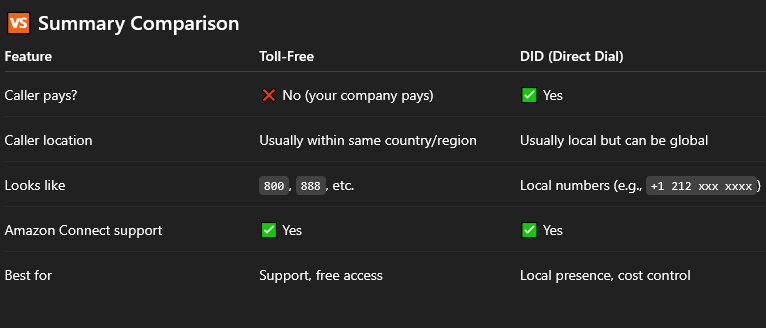 🆚 Summary Comparison
Feature Toll-Free DID (Direct Dial)
Caller pays? ❌ No (your company pays) ✅ Yes
Caller location Usually within same country/region Usually local but can be global
Looks like 800, 888, etc. Local numbers (e.g., +1 212 xxx xxxx)
Amazon Connect support ✅ Yes ✅ Yes
Best for Support, free access Local presence, cost control